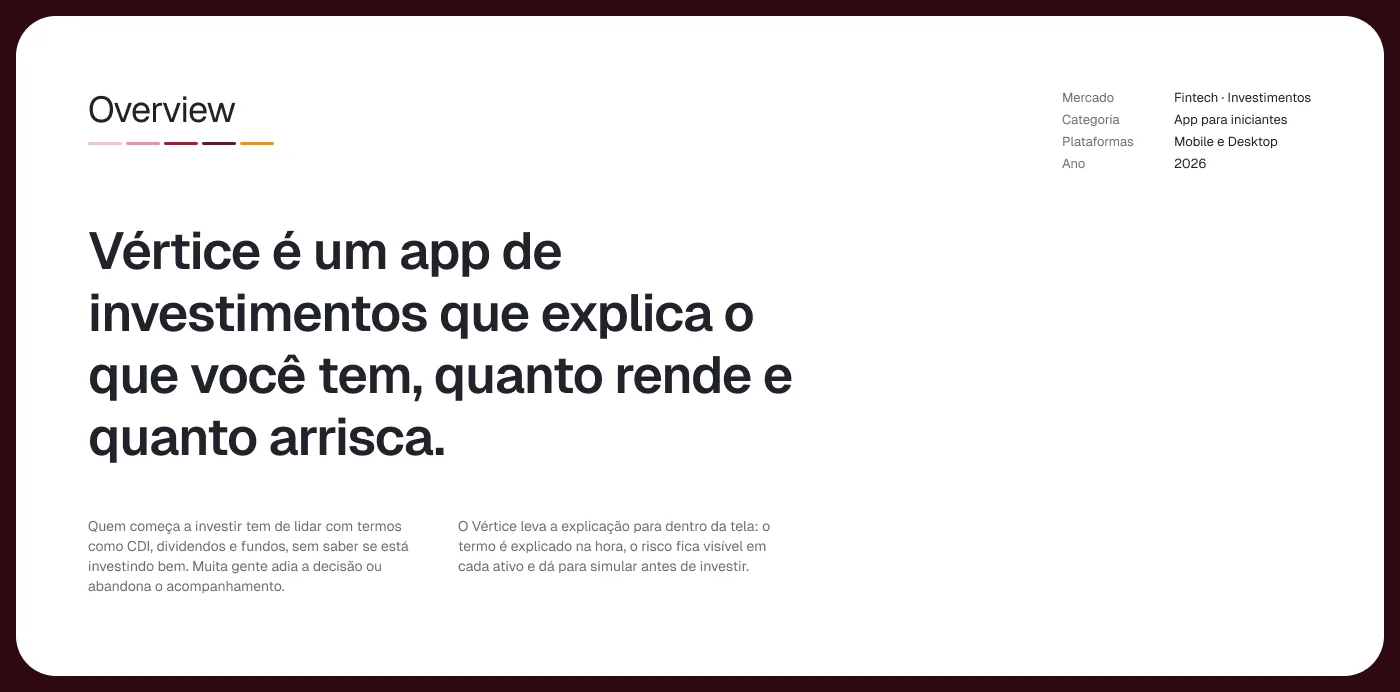 Overview
Mercado Fintech · Investimentos
Categoria App para iniciantes
Plataformas Mobile e Desktop
Ano 2026
Vértice é um app de
investimentos que explica o
que você tem, quanto rende e
quanto arrisca.
Quem começa a investir tem de lidar com termos
como CDI, dividendos e fundos, sem saber se está
investindo bem. Muita gente adia a decisão ou
abandona o acompanhamento.
O Vértice leva a explicação para dentro da tela: o
termo é explicado na hora, o risco fica visível em
cada ativo e dá para simular antes de investir.